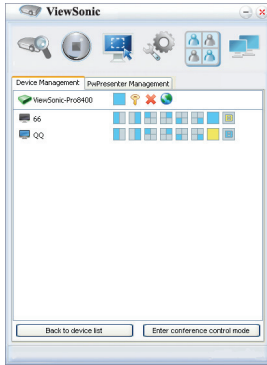 ViewSonic
Device Management PwPresenter Management
ViewSonic-Pro8400
66
QQ
Back to device list Enter conference control mode